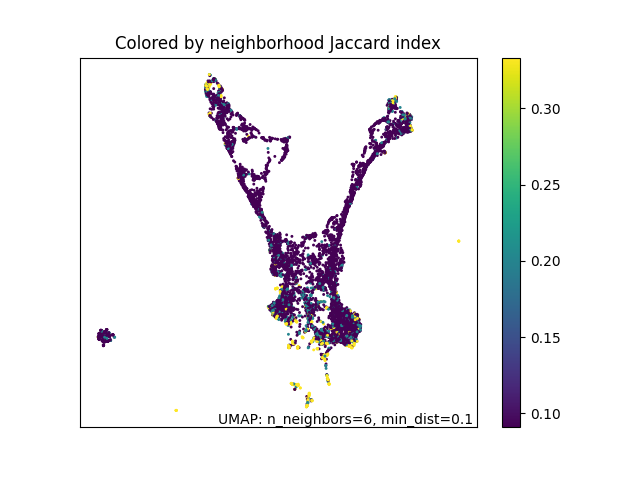 Colored by neighborhood Jaccard index
0.30
0.25
0.20
0.15
0.10
UMAP: n_neighbors=6, min_dist=0.1